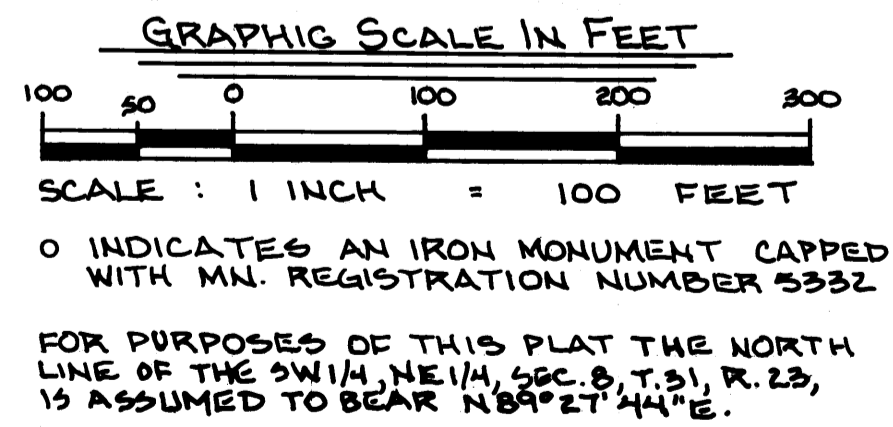 GRAPHIC SCALE IN FEET
100 50 0 100 200 300
SCALE : 1 INCH = 100 FEET
O INDICATES AN IRON MONUMENT CAPPED
WITH MN. REGISTRATION NUMBER 5332
FOR PURPOSES OF THIS PLAT THE NORTH
LINE OF THE SW1/4, NE1/4, SEC. 8, T. 31, R. 23,
IS ASSUMED TO BEAR N 89° 27' 44" E.